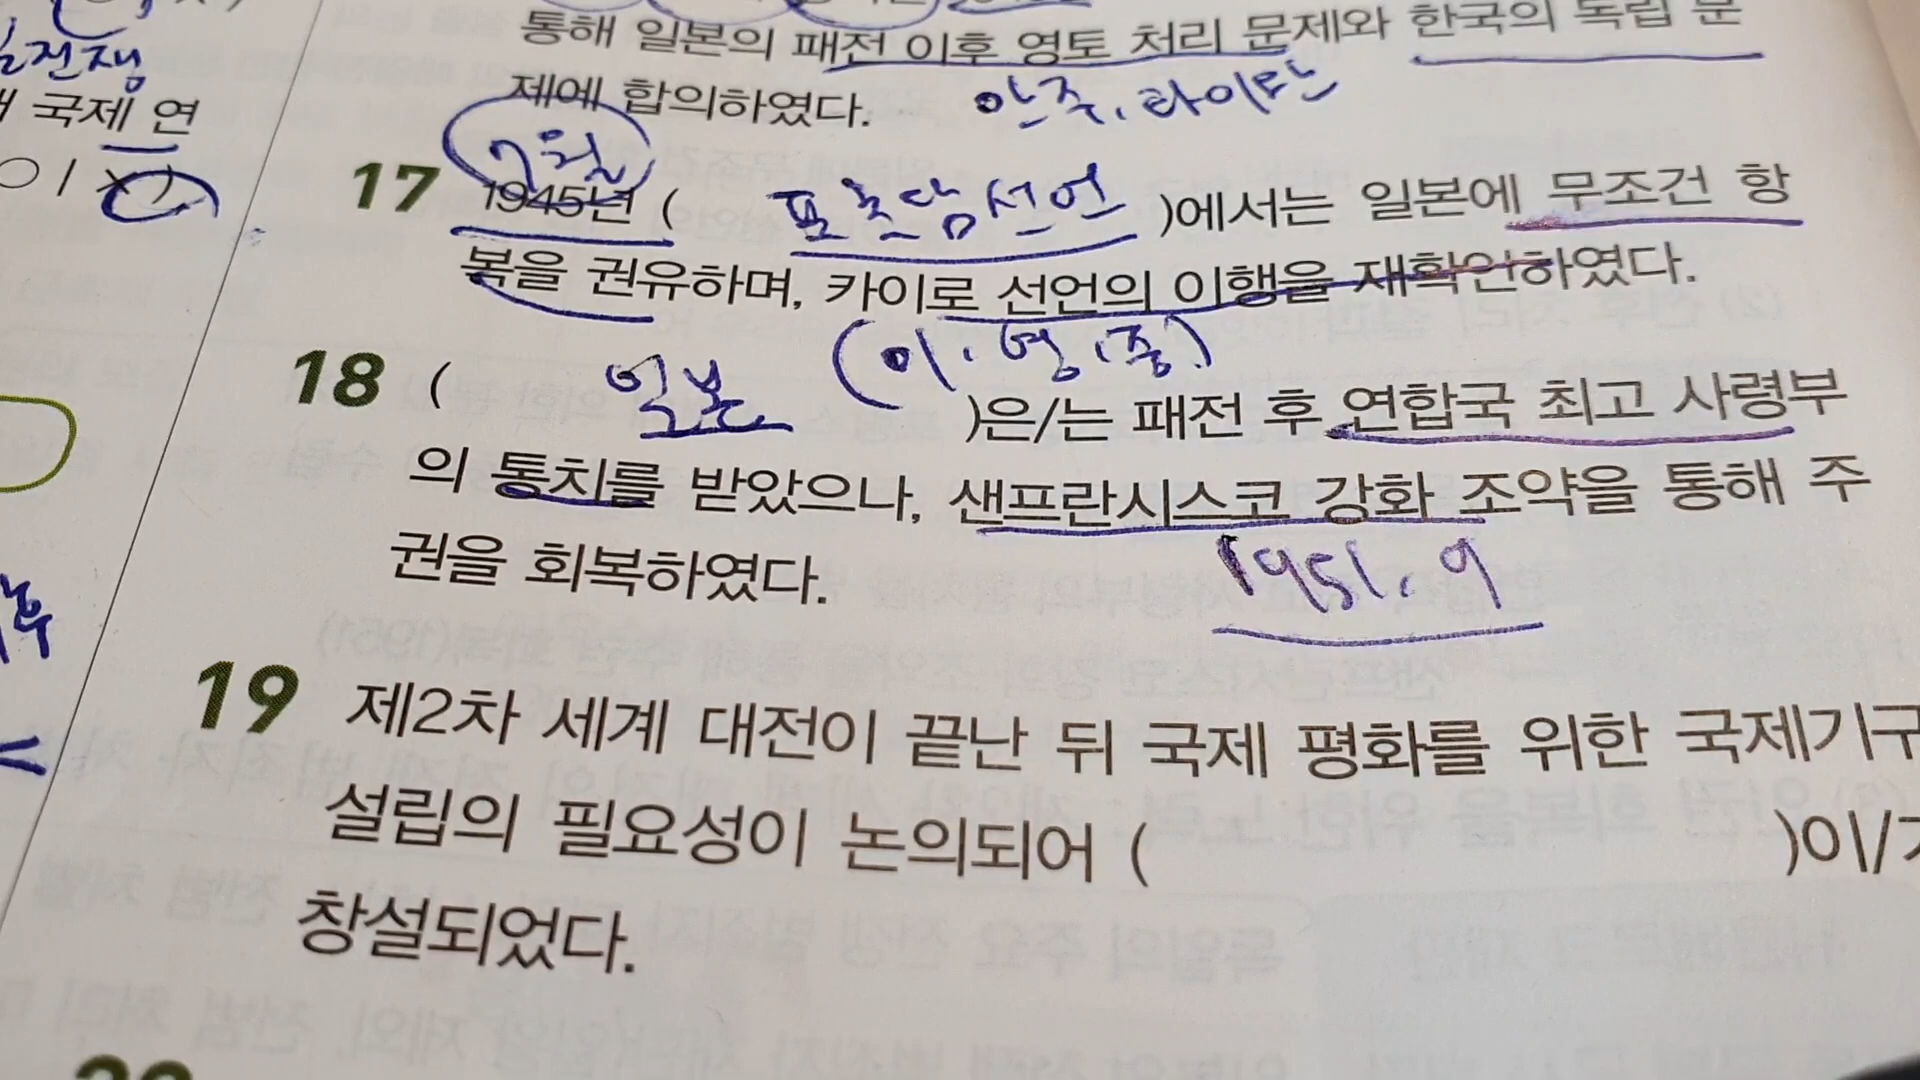 통해 일본의 패전 이후 영토 처리 문제와 한국의 독립 문
일전쟁
제에 합의하였다. 만주, 타이완
국제 연
7월
○ / ×
17 1945년 ( 포츠담선언 )에서는 일본에 무조건 항
복을 권유하며, 카이로 선언의 이행을 재확인하였다.
(미, 영, 중)
18 ( 일본 )은/는 패전 후 연합국 최고 사령부
의 통치를 받았으나, 샌프란시스코 강화 조약을 통해 주
권을 회복하였다.
1951. 9
19 제2차 세계 대전이 끝난 뒤 국제 평화를 위한 국제기구
설립의 필요성이 논의되어 ( )이/가
창설되었다.